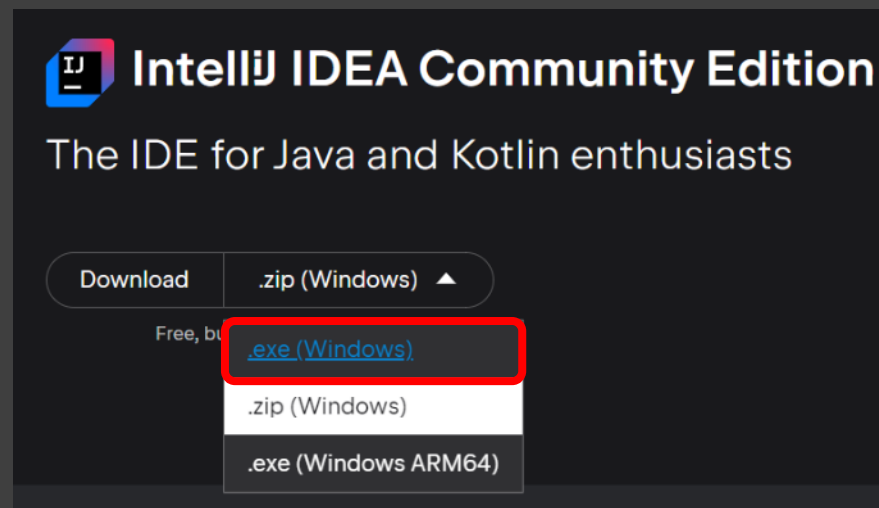 IJ
IntelliJ IDEA Community Edition
The IDE for Java and Kotlin enthusiasts
Download .zip (Windows)
Free,
.exe (Windows)
.zip (Windows)
.exe (Windows ARM64)